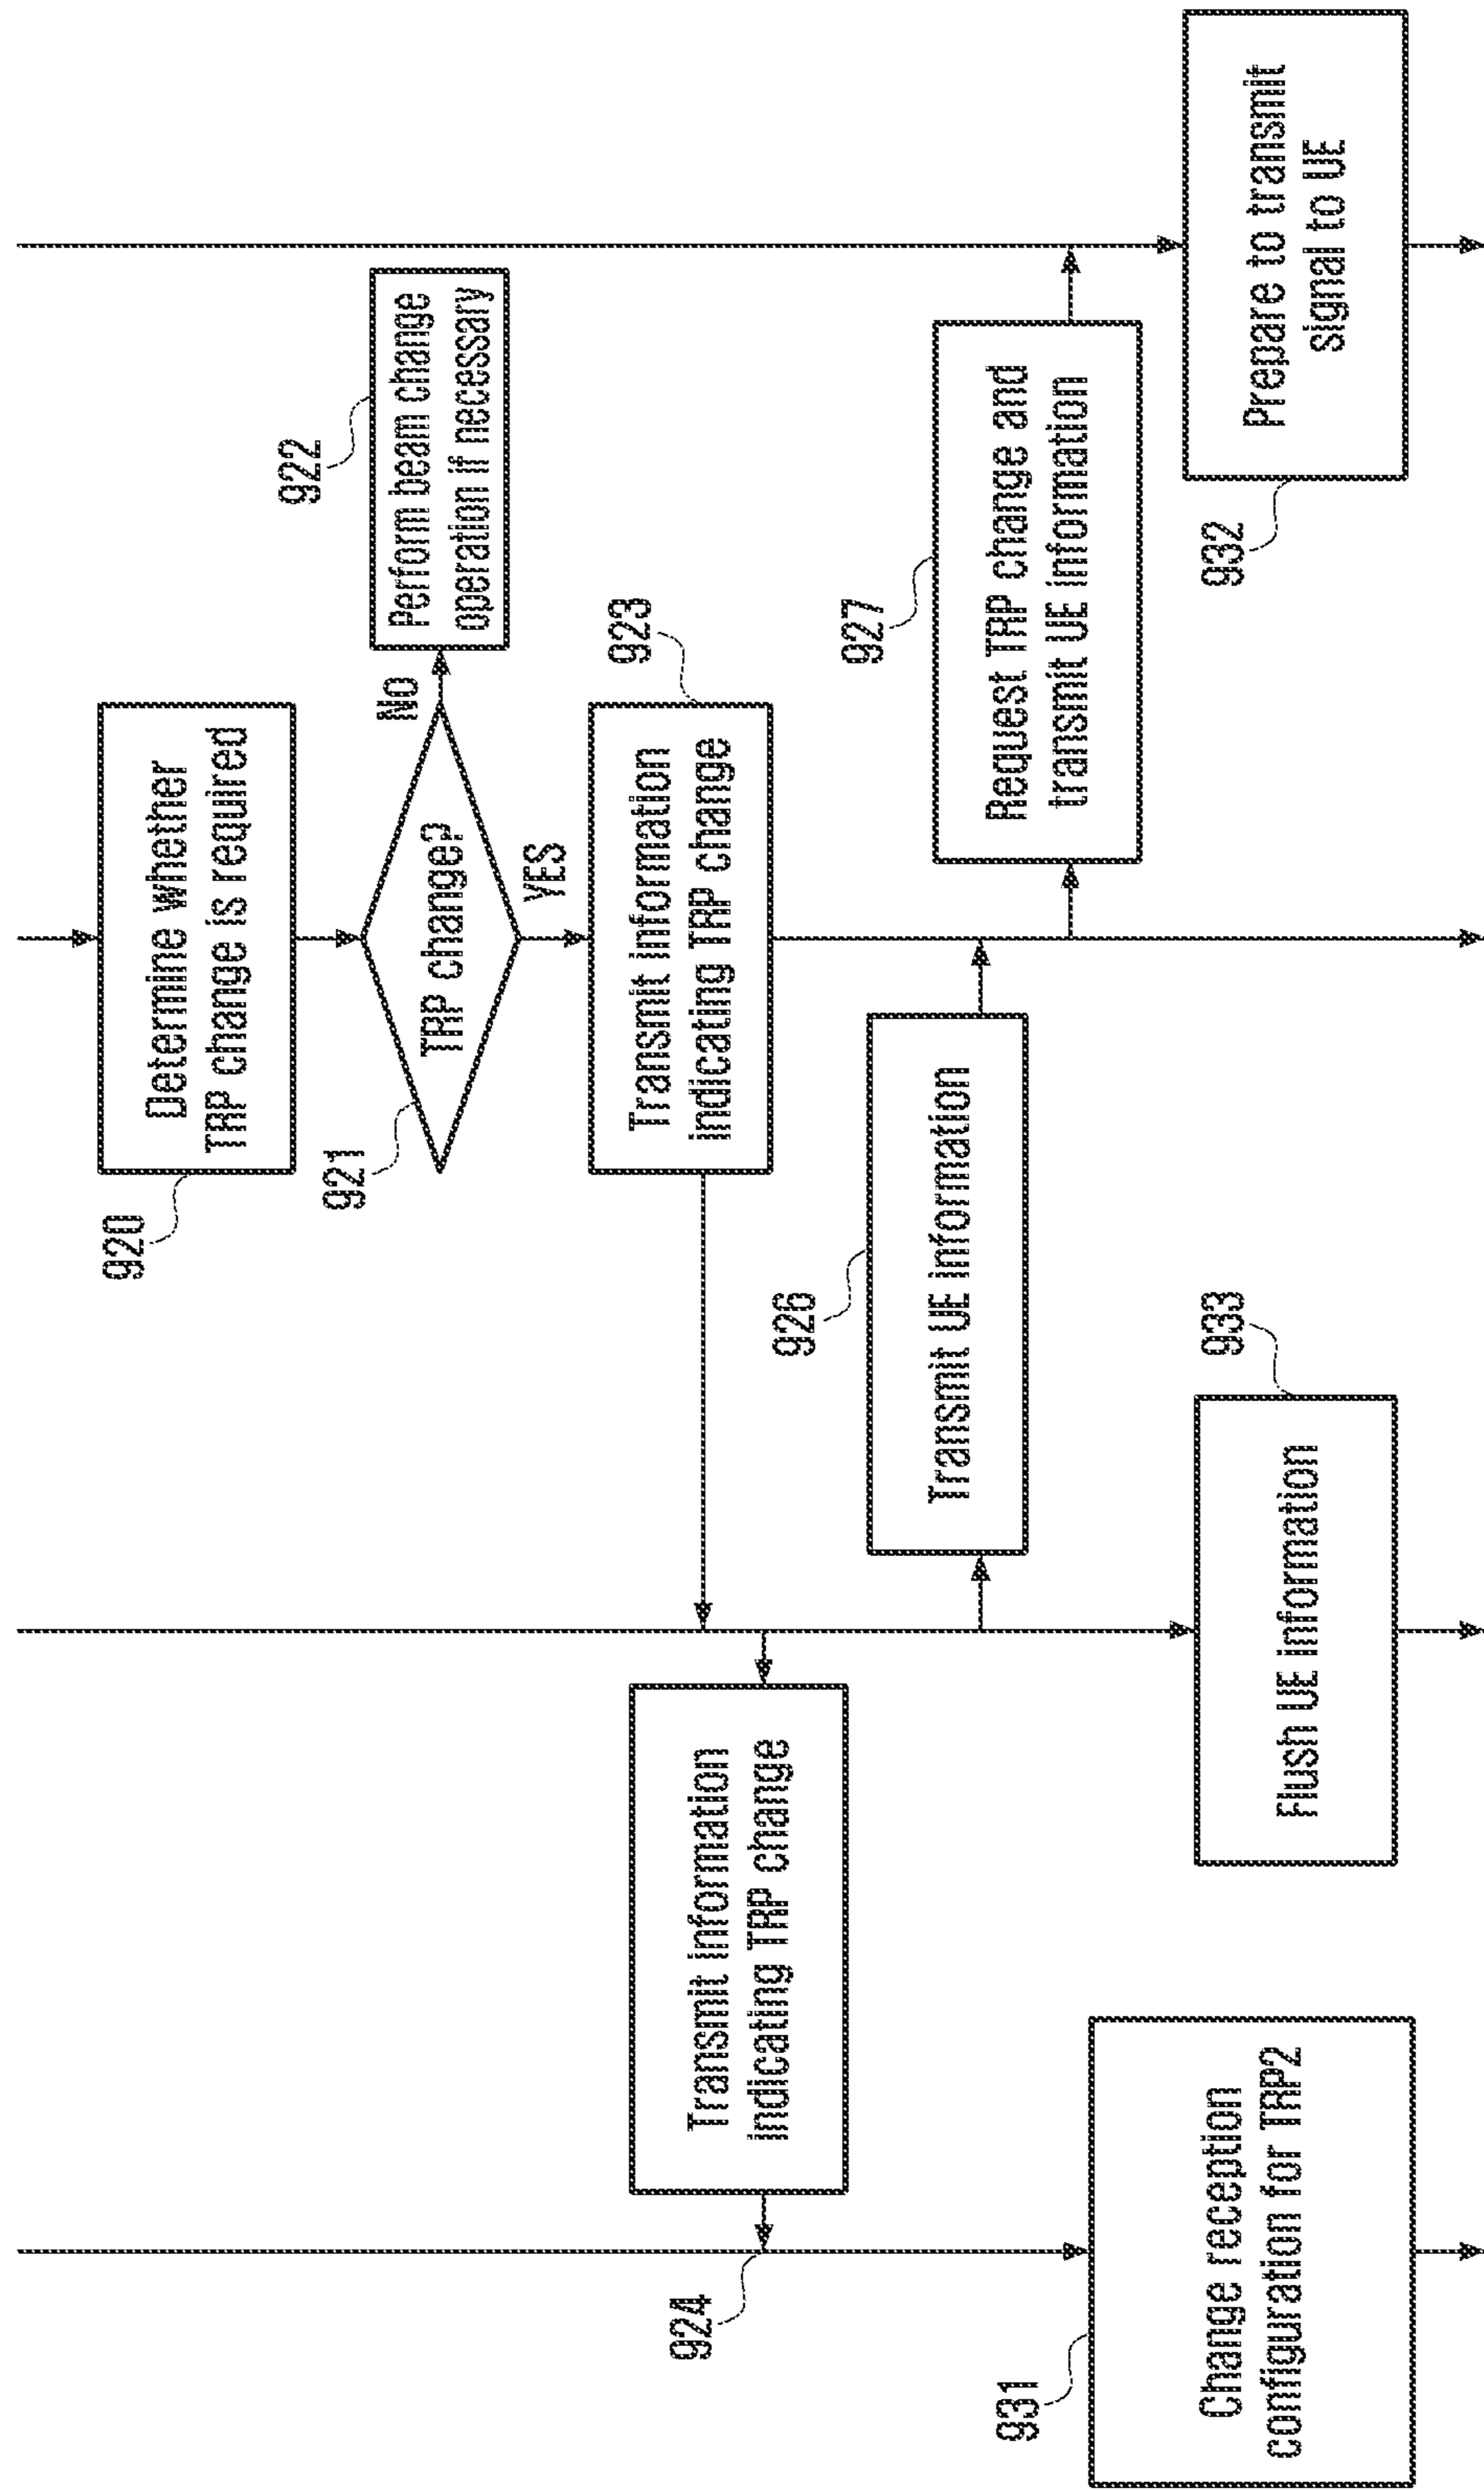 920
Determine whether
TRP change is required
921
TRP change?
No
922
Perform beam change
operation if necessary
YES
923
Transmit information
indicating TRP change
924
Transmit information
indicating TRP change
926
Transmit UE information
927
Request TRP change and
transmit UE information
931
Change reception
configuration for TRP2
933
Flush UE information
932
Prepare to transmit
signal to UE